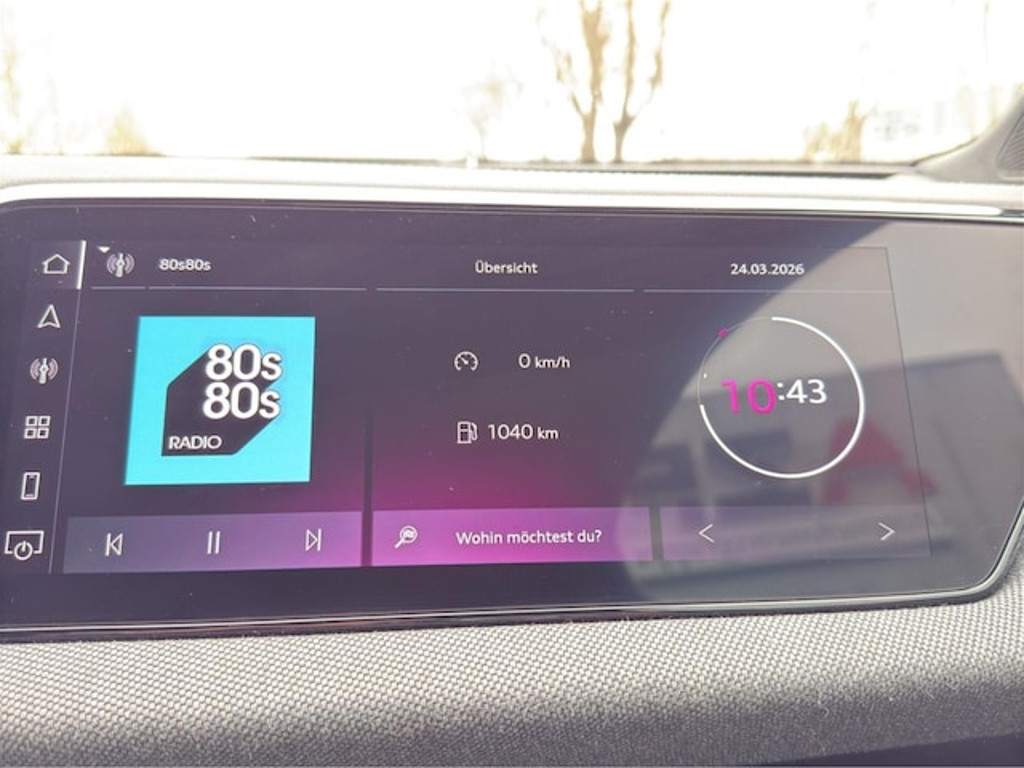 80s80s
Übersicht
24.03.2026
80s
80s
RADIO
0 km/h
1040 km
10:43
Wohin möchtest du?